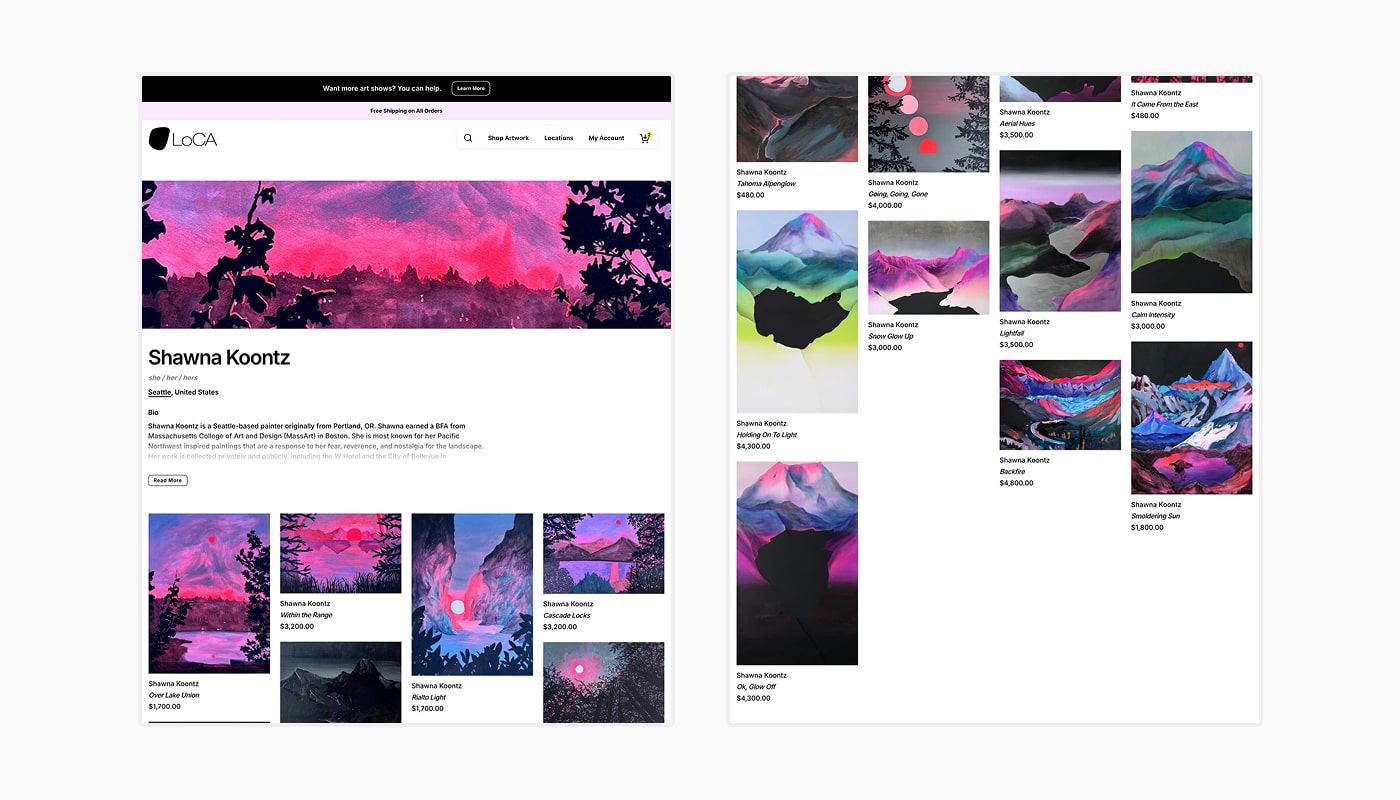 Want more art shows? You can help.
Learn More
Free Shipping on All Orders
LoCA
Shop Artwork
Locations
My Account
Shawna Koontz
she / her / hers
Seattle, United States
Bio
Shawna Koontz is a Seattle-based painter originally from Portland, OR. Shawna earned a BFA from
Massachusetts College of Art and Design (MassArt) in Boston. She is most known for her Pacific
Northwest inspired paintings that are a response to her fear, reverence, and nostalgia for the landscape.
Her work is collected privately and publicly, including the W Hotel and the City of Bellevue in
Read More
Shawna Koontz
Over Lake Union
$1,700.00
Shawna Koontz
Within the Range
$3,200.00
Shawna Koontz
Rialto Light
$1,700.00
Shawna Koontz
Cascade Locks
$3,200.00
Shawna Koontz
Tahoma Alpenglow
$480.00
Shawna Koontz
Holding On To Light
$4,300.00
Shawna Koontz
Ok, Glow Off
$4,300.00
Shawna Koontz
Going, Going, Gone
$4,000.00
Shawna Koontz
Snow Glow Up
$3,000.00
Shawna Koontz
Aerial Hues
$3,500.00
Shawna Koontz
Lightfall
$3,500.00
Shawna Koontz
Backfire
$4,800.00
Shawna Koontz
It Came From the East
$480.00
Shawna Koontz
Calm Intensity
$3,000.00
Shawna Koontz
Smoldering Sun
$1,800.00